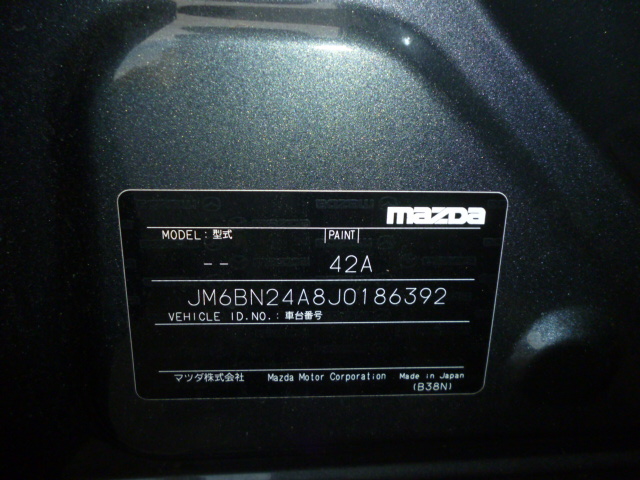 mazda
MODEL:型式 PAINT
-- 42A
JM6BN24A8J0186392
VEHICLE ID.NO.:車台番号
マツダ株式会社 Mazda Motor Corporation Made in Japan
(B38N)